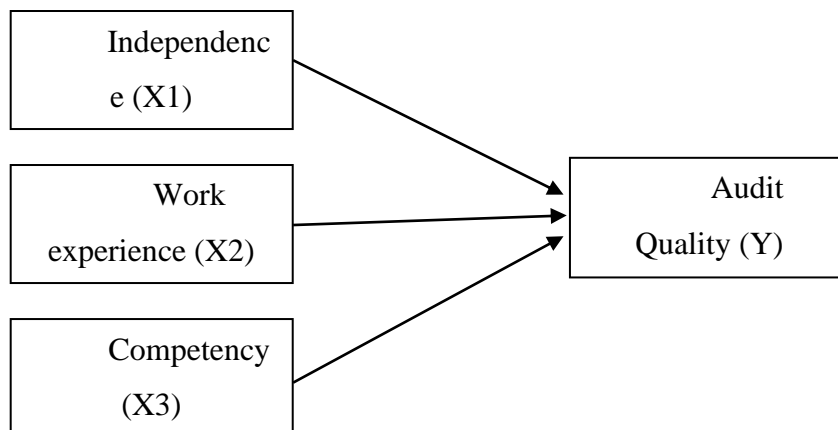 Independenc
e (X1)
Work
experience (X2)
Competency
(X3)
Audit
Quality (Y)